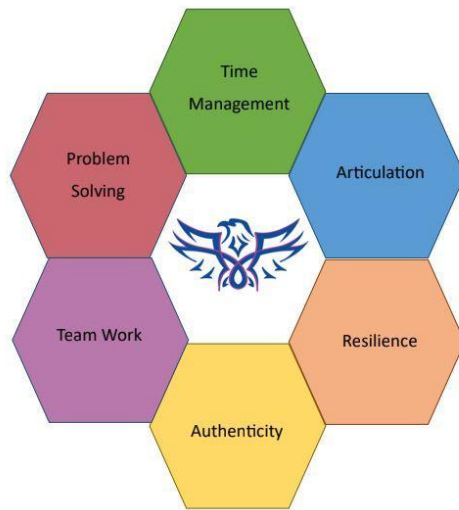 Time
Management
Articulation
Resilience
Authenticity
Team Work
Problem
Solving